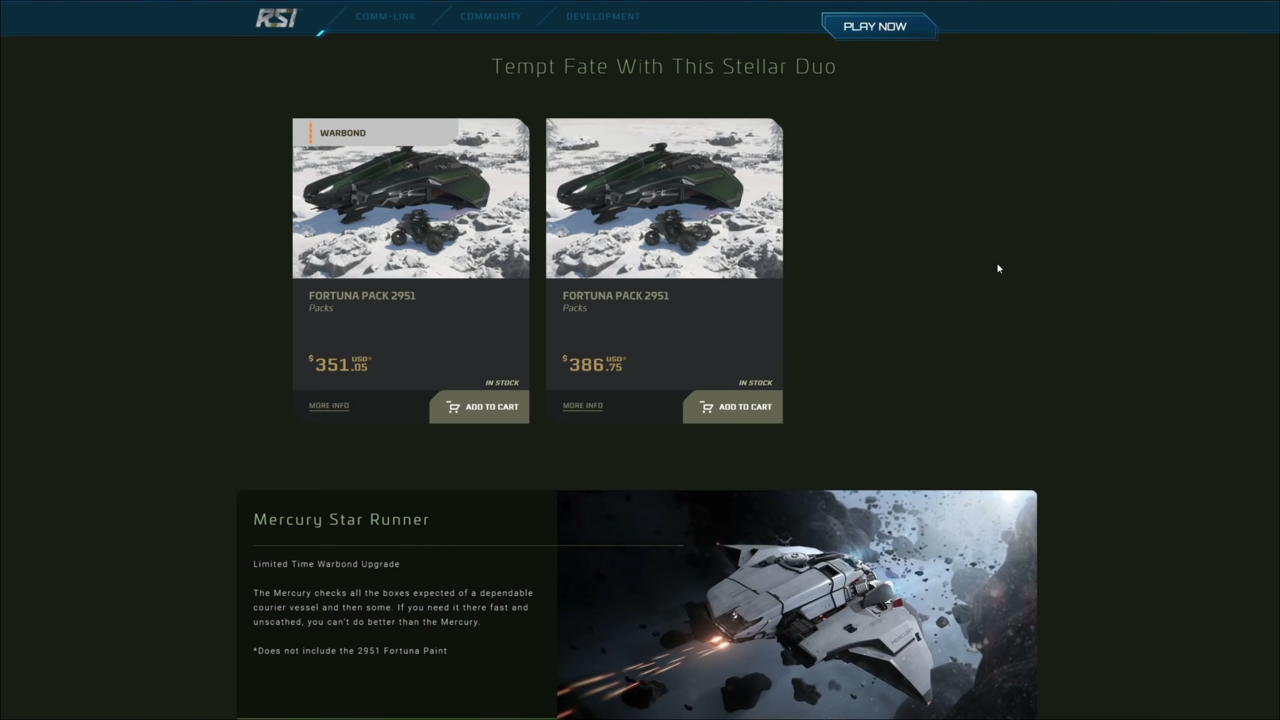 RSI
COMM-LINK
COMMUNITY
DEVELOPMENT
PLAY NOW
Tempt Fate With This Stellar Duo
WARBOND
FORTUNA PACK 2951
Packs
$351.05 USD*
IN STOCK
MORE INFO
ADD TO CART
FORTUNA PACK 2951
Packs
$386.75 USD*
IN STOCK
MORE INFO
ADD TO CART
Mercury Star Runner
Limited Time Warbond Upgrade
The Mercury checks all the boxes expected of a dependable
courier vessel and then some. If you need it there fast and
unscathed, you can't do better than the Mercury.
*Does not include the 2951 Fortuna Paint
MERCURY